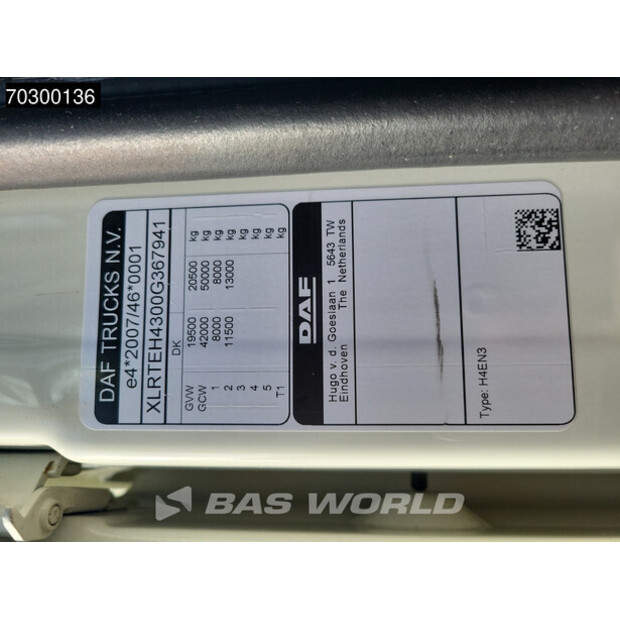 70300136
DAF TRUCKS N.V.
e4*2007/46*0001
XLRTEH4300G367941
DK
GVW 19500 20500 kg
GCW 42000 50000 kg
1 8000 8000 kg
2 11500 13000 kg
3 kg
4 kg
5 kg
T1 kg
DAF
Hugo v. d. Goeslaan 1 5643 TW
Eindhoven The Netherlands
Type: H4EN3
BAS WORLD